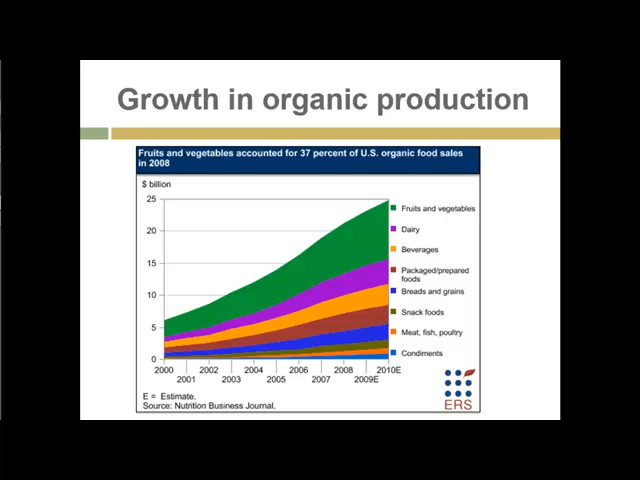 Growth in organic production
Fruits and vegetables accounted for 37 percent of U.S. organic food sales
in 2008
$ billion
25
20
15
10
5
0
Fruits and vegetables
Dairy
Beverages
Packaged/prepared
foods
Breads and grains
Snack foods
Meat, fish, poultry
Condiments
2000 2002 2004 2006 2008 2010E
2001 2003 2005 2007 2009E
E = Estimate.
Source: Nutrition Business Journal.
ERS